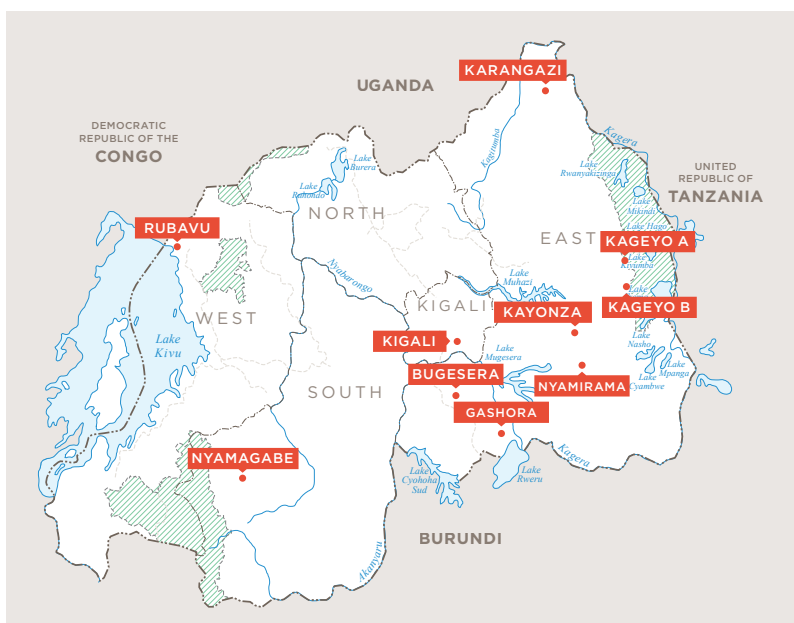 KARANGAZI
UGANDA
DEMOCRATIC
REPUBLIC OF THE
CONGO
Kagera
Kagitumba
Lake
Burera
Lake
Ruhondo
Lake
Rwanyakizinga
UNITED
REPUBLIC OF
TANZANIA
Lake
Mikindi
NORTH
RUBAVU
Lake Hago
EAST
KAGEYO A
Lake
Kivumba
Nyabarongo
Lake
Muhazi
Lake
KIGALI
KAYONZA
KAGEYO B
WEST
Lake
Kivu
KIGALI
Lake
Nasho
Lake
Mugesera
BUGESERA
Lake
Mpanga
Lake
Cyambwe
NYAMIRAMA
SOUTH
GASHORA
NYAMAGABE
Kagera
Lake
Cyohoha
Sud
Lake
Rweru
BURUNDI
Akanyaru